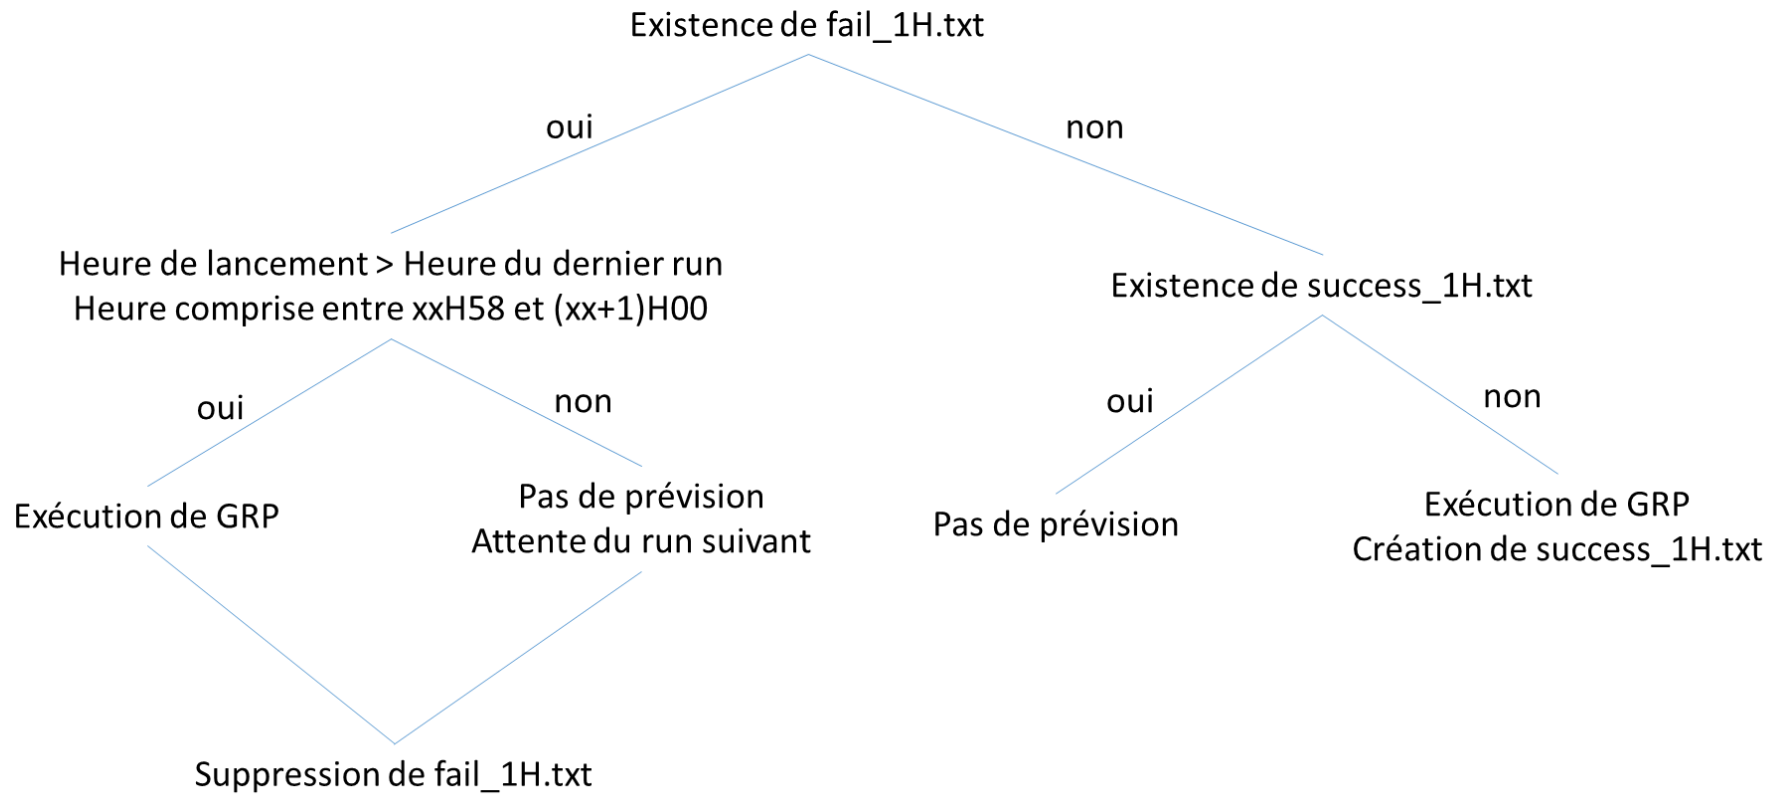 Existence de fail_1H.txt
oui
non
Heure de lancement > Heure du dernier run
Heure comprise entre xxH58 et (xx+1)H00
Existence de success_1H.txt
oui
non
oui
non
Exécution de GRP
Pas de prévision
Attente du run suivant
Pas de prévision
Exécution de GRP
Création de success_1H.txt
Suppression de fail_1H.txt